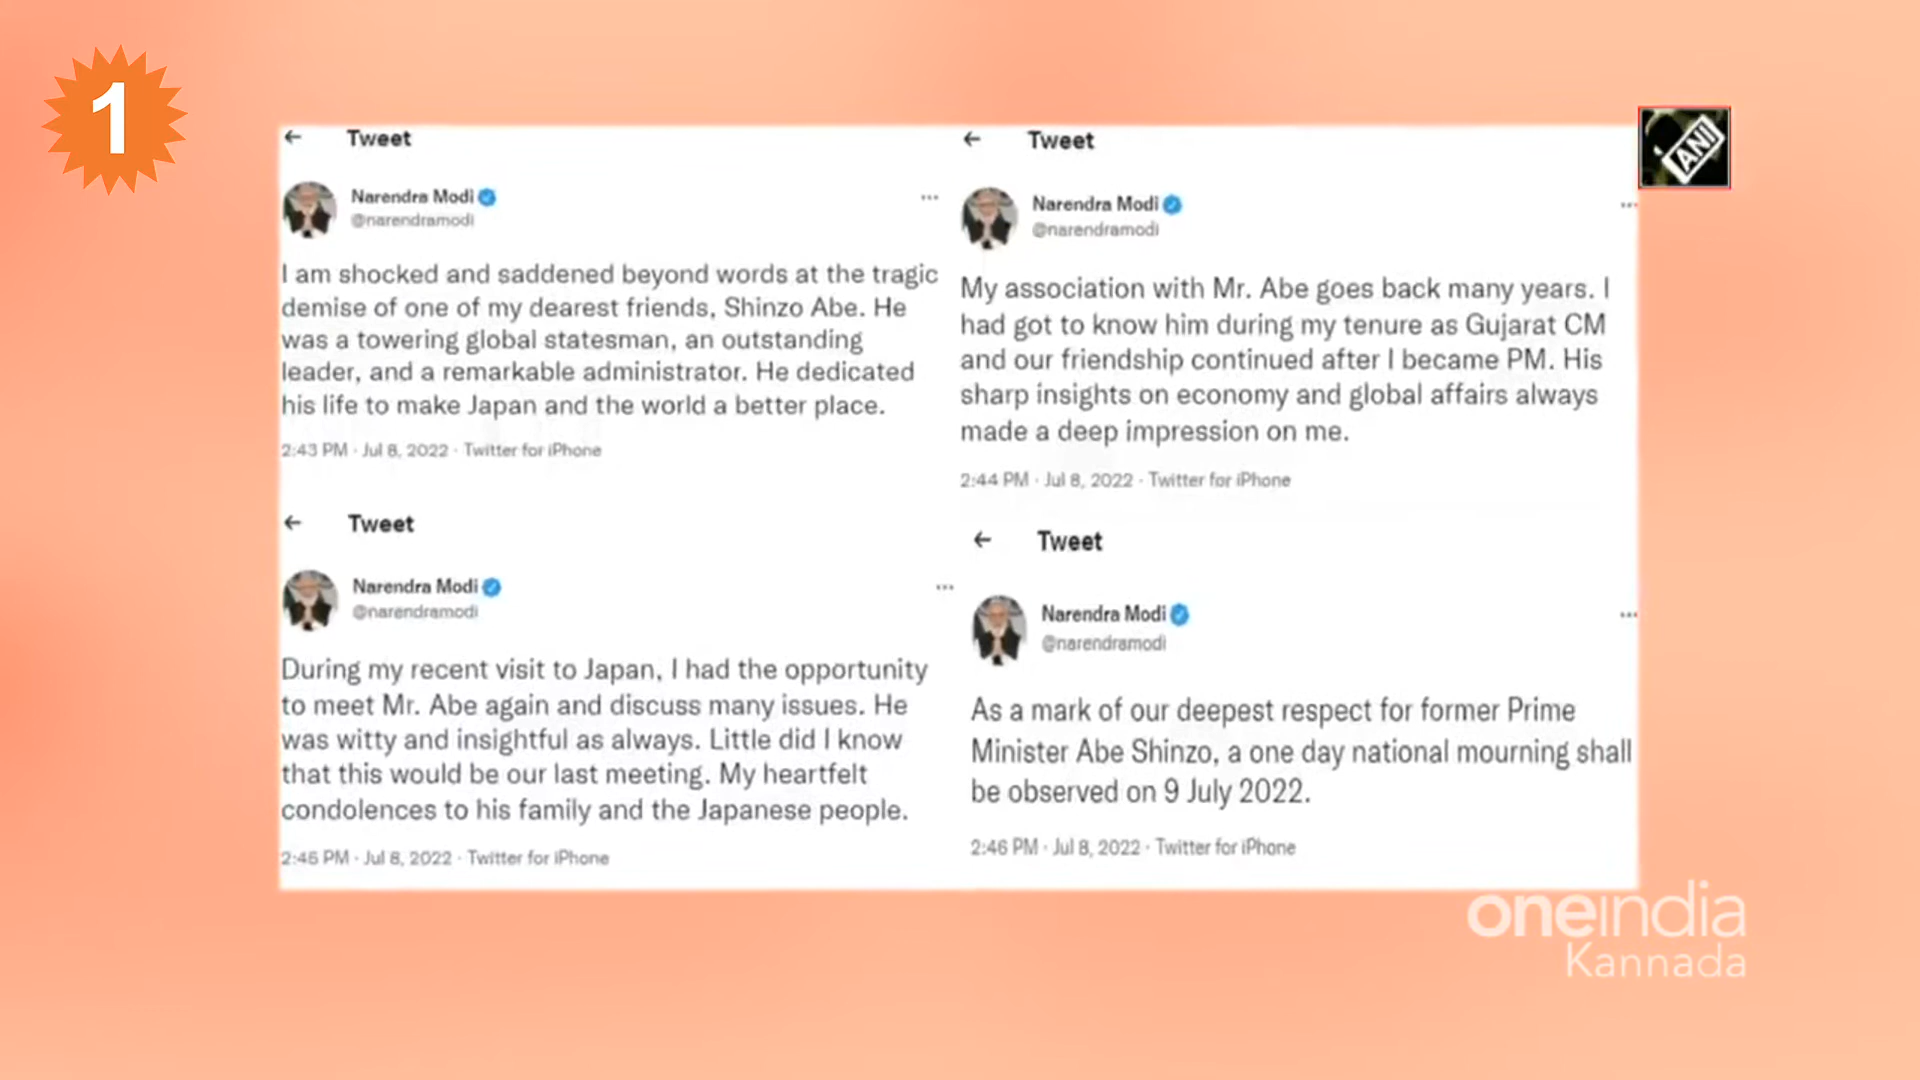 1
Tweet
Narendra Modi
@narendramodi
I am shocked and saddened beyond words at the tragic
demise of one of my dearest friends, Shinzo Abe. He
was a towering global statesman, an outstanding
leader, and a remarkable administrator. He dedicated
his life to make Japan and the world a better place.
2:43 PM · Jul 8, 2022 · Twitter for iPhone
Tweet
Narendra Modi
@narendramodi
My association with Mr. Abe goes back many years. I
had got to know him during my tenure as Gujarat CM
and our friendship continued after I became PM. His
sharp insights on economy and global affairs always
made a deep impression on me.
2:44 PM · Jul 8, 2022 · Twitter for iPhone
Tweet
Narendra Modi
@narendramodi
During my recent visit to Japan, I had the opportunity
to meet Mr. Abe again and discuss many issues. He
was witty and insightful as always. Little did I know
that this would be our last meeting. My heartfelt
condolences to his family and the Japanese people.
2:45 PM · Jul 8, 2022 · Twitter for iPhone
Tweet
Narendra Modi
@narendramodi
As a mark of our deepest respect for former Prime
Minister Abe Shinzo, a one day national mourning shall
be observed on 9 July 2022.
2:46 PM · Jul 8, 2022 · Twitter for iPhone
ANI
oneindia
Kannada